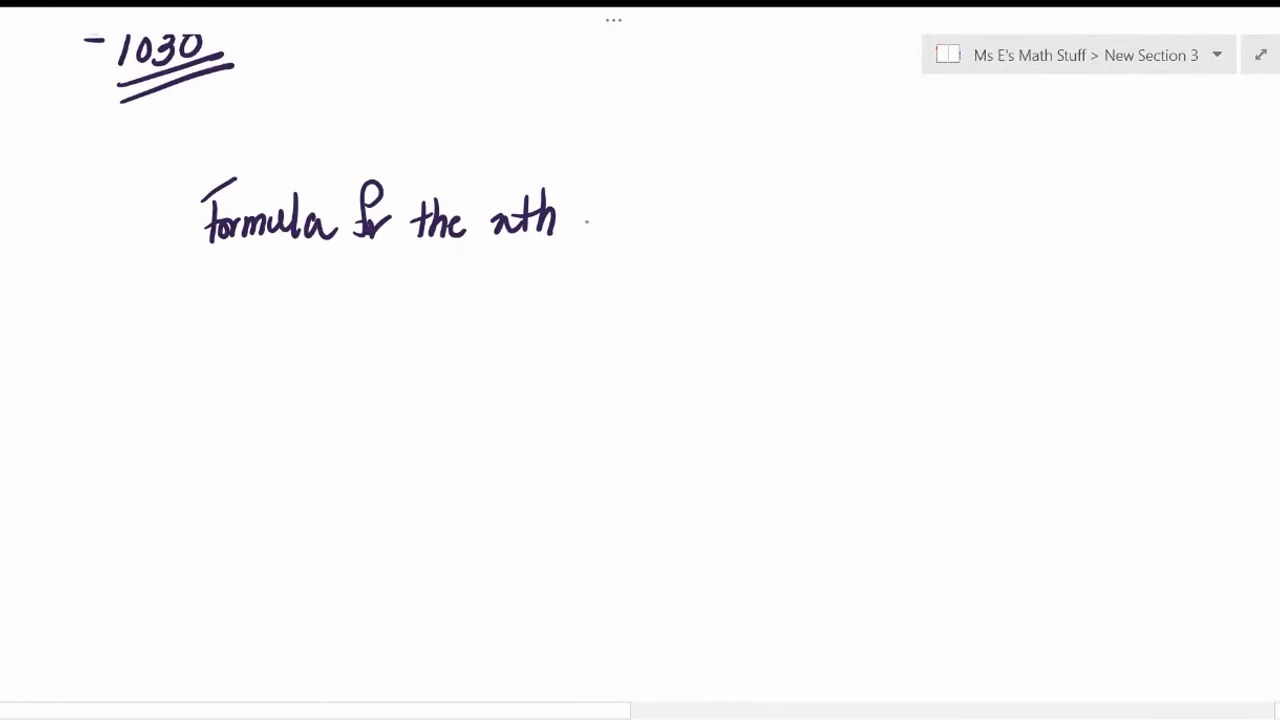 ...
-1030
Ms E's Math Stuff > New Section 3
Formula for the nth